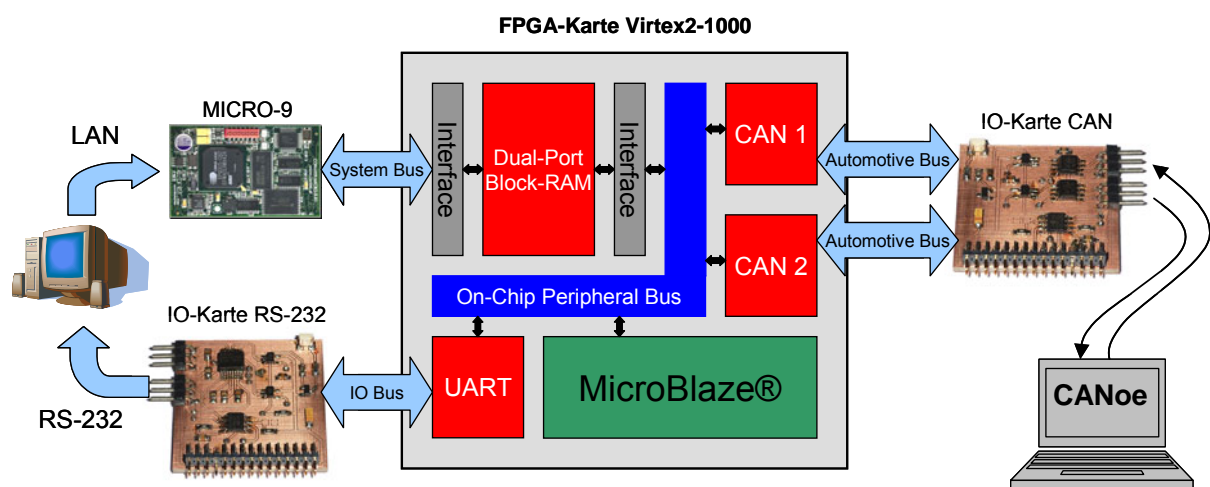 FPGA-Karte Virtex2-1000
MICRO-9
LAN
System Bus
Interface
Dual-Port
Block-RAM
Interface
CAN 1
Automotive Bus
IO-Karte CAN
CAN 2
Automotive Bus
On-Chip Peripheral Bus
IO-Karte RS-232
RS-232
IO Bus
UART
MicroBlaze®
CANoe